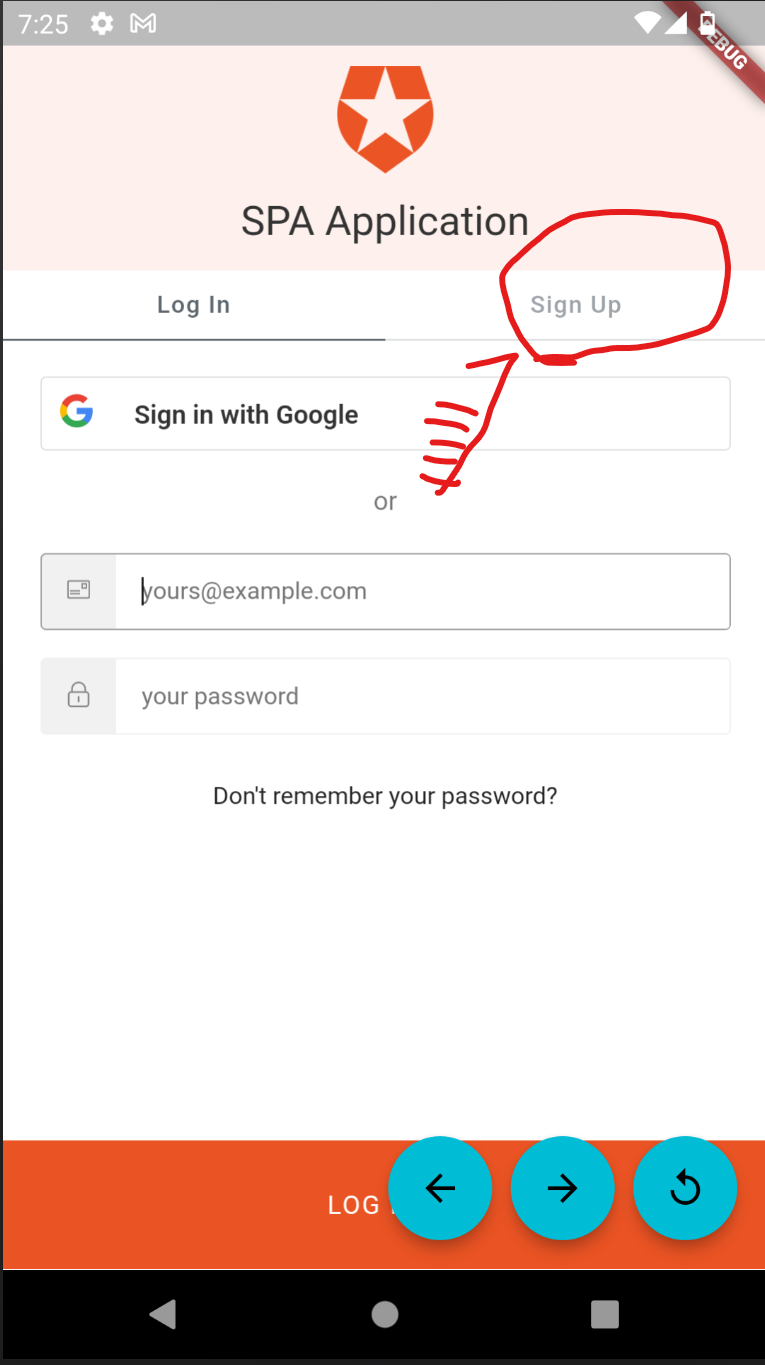 7:25
DEBUG
SPA Application
Log In
Sign Up
Sign in with Google
or
yours@example.com
your password
Don't remember your password?
LOG